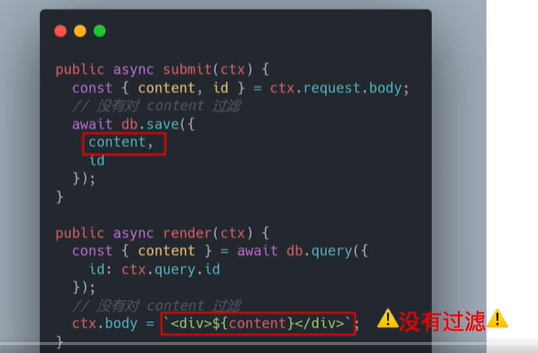 public async submit(ctx) {
const { content, id } = ctx.request.body;
// 没有对 content 过滤
await db.save({
content,
id
});
}
public async render(ctx) {
const { content } = await db.query({
id: ctx.query.id
});
// 没有对 content 过滤
ctx.body = `<div>${content}</div>`; ⚠没有过滤⚠
}